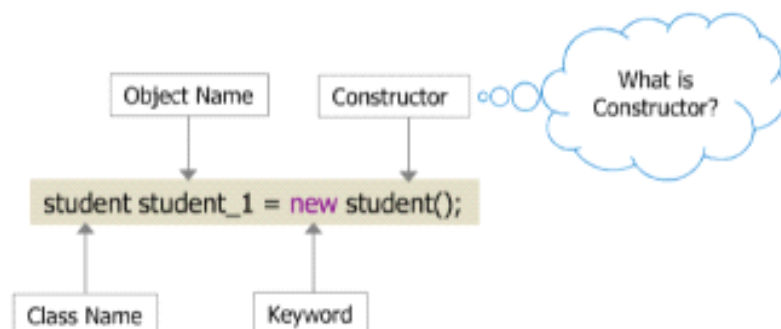 What is
Constructor?
Object Name
Constructor
student student_1 = new student();
Class Name
Keyword